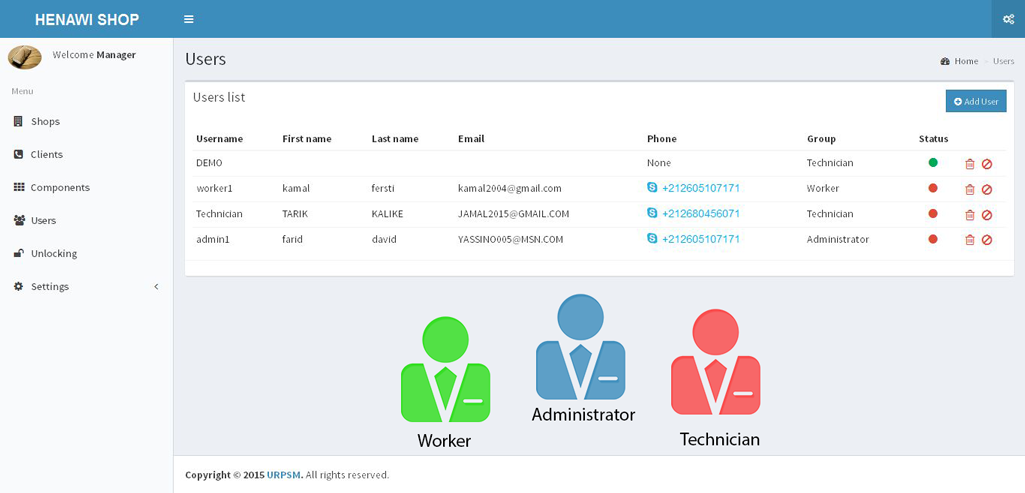 HENAWI SHOP
Welcome Manager
Menu
Shops
Clients
Components
Users
Unlocking
Settings
Users
Home - Users
Users list
Add User
Username First name Last name Email Phone Group Status
DEMO None Technician
worker1 kamal fersti kamal2004@gmail.com +212605107171 Worker
Technician TARIK KALIKE JAMAL2015@GMAIL.COM +212680456071 Technician
admin1 farid david YASSINO005@MSN.COM +212605107171 Administrator
Worker
Administrator
Technician
Copyright © 2015 URPSM. All rights reserved.